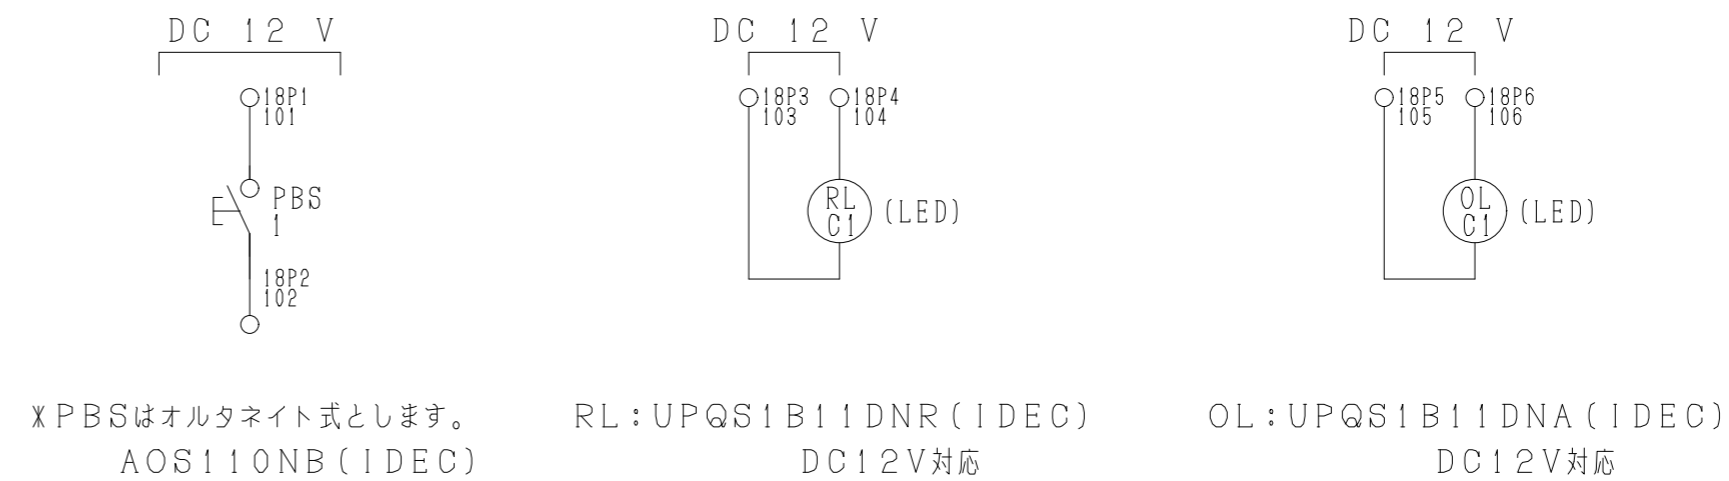 DC 12 V
18P1
101
PBS
1
18P2
102
※PBSはオルタネイト式とします。
AOS110NB(IDEC)
DC 12 V
18P3
103
18P4
104
RL
C1
(LED)
RL:UPQS1B11DNR(IDEC)
DC12V対応
DC 12 V
18P5
105
18P6
106
OL
C1
(LED)
OL:UPQS1B11DNA(IDEC)
DC12V対応